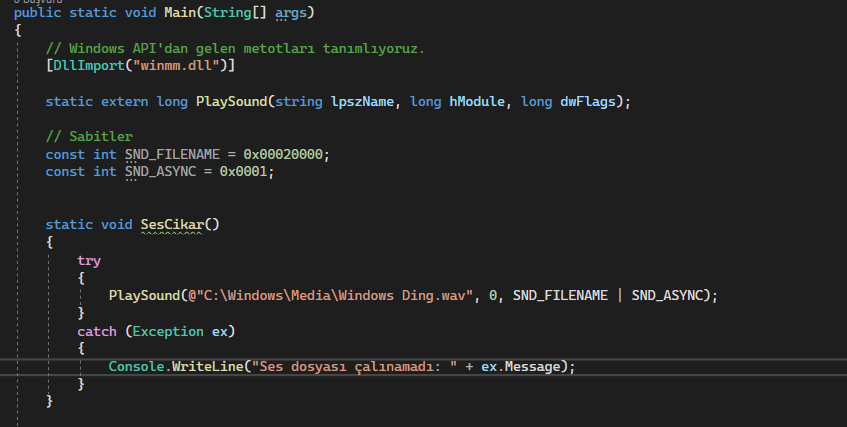 public static void Main(String[] args)
{
// Windows API'dan gelen metotları tanımlıyoruz.
[DllImport("winmm.dll")]
static extern long PlaySound(string lpszName, long hModule, long dwFlags);
// Sabitler
const int SND_FILENAME = 0x00020000;
const int SND_ASYNC = 0x0001;
static void SesCikar()
{
try
{
PlaySound(@"C:\Windows\Media\Windows Ding.wav", 0, SND_FILENAME | SND_ASYNC);
}
catch (Exception ex)
{
Console.WriteLine("Ses dosyası çalınamadı: " + ex.Message);
}
}